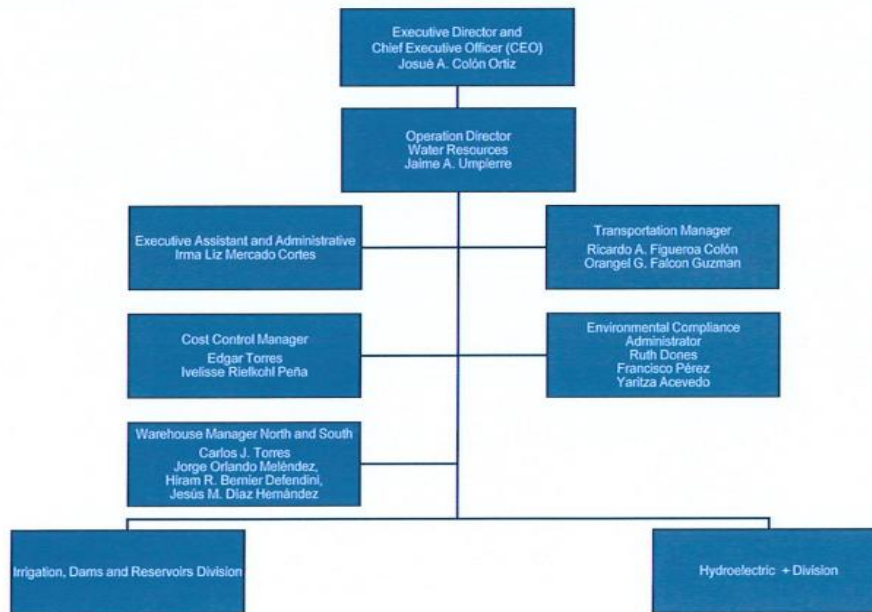 Executive Director and
Chief Executive Officer (CEO)
Josué A. Colón Ortiz
Operation Director
Water Resources
Jaime A. Umpierre
Executive Assistant and Administrative
Irma Liz Mercado Cortes
Transportation Manager
Ricardo A. Figueroa Colón
Orangel G. Falcon Guzman
Cost Control Manager
Edgar Torres
Ivelisse Riefkohl Peña
Environmental Compliance
Administrator
Ruth Dones
Francisco Pérez
Yaritza Acevedo
Warehouse Manager North and South
Carlos J. Torres
Jorge Orlando Meléndez,
Hiram R. Bernier Defendini,
Jesús M. Díaz Hernández
Irrigation, Dams and Reservoirs Division
Hydroelectric + Division